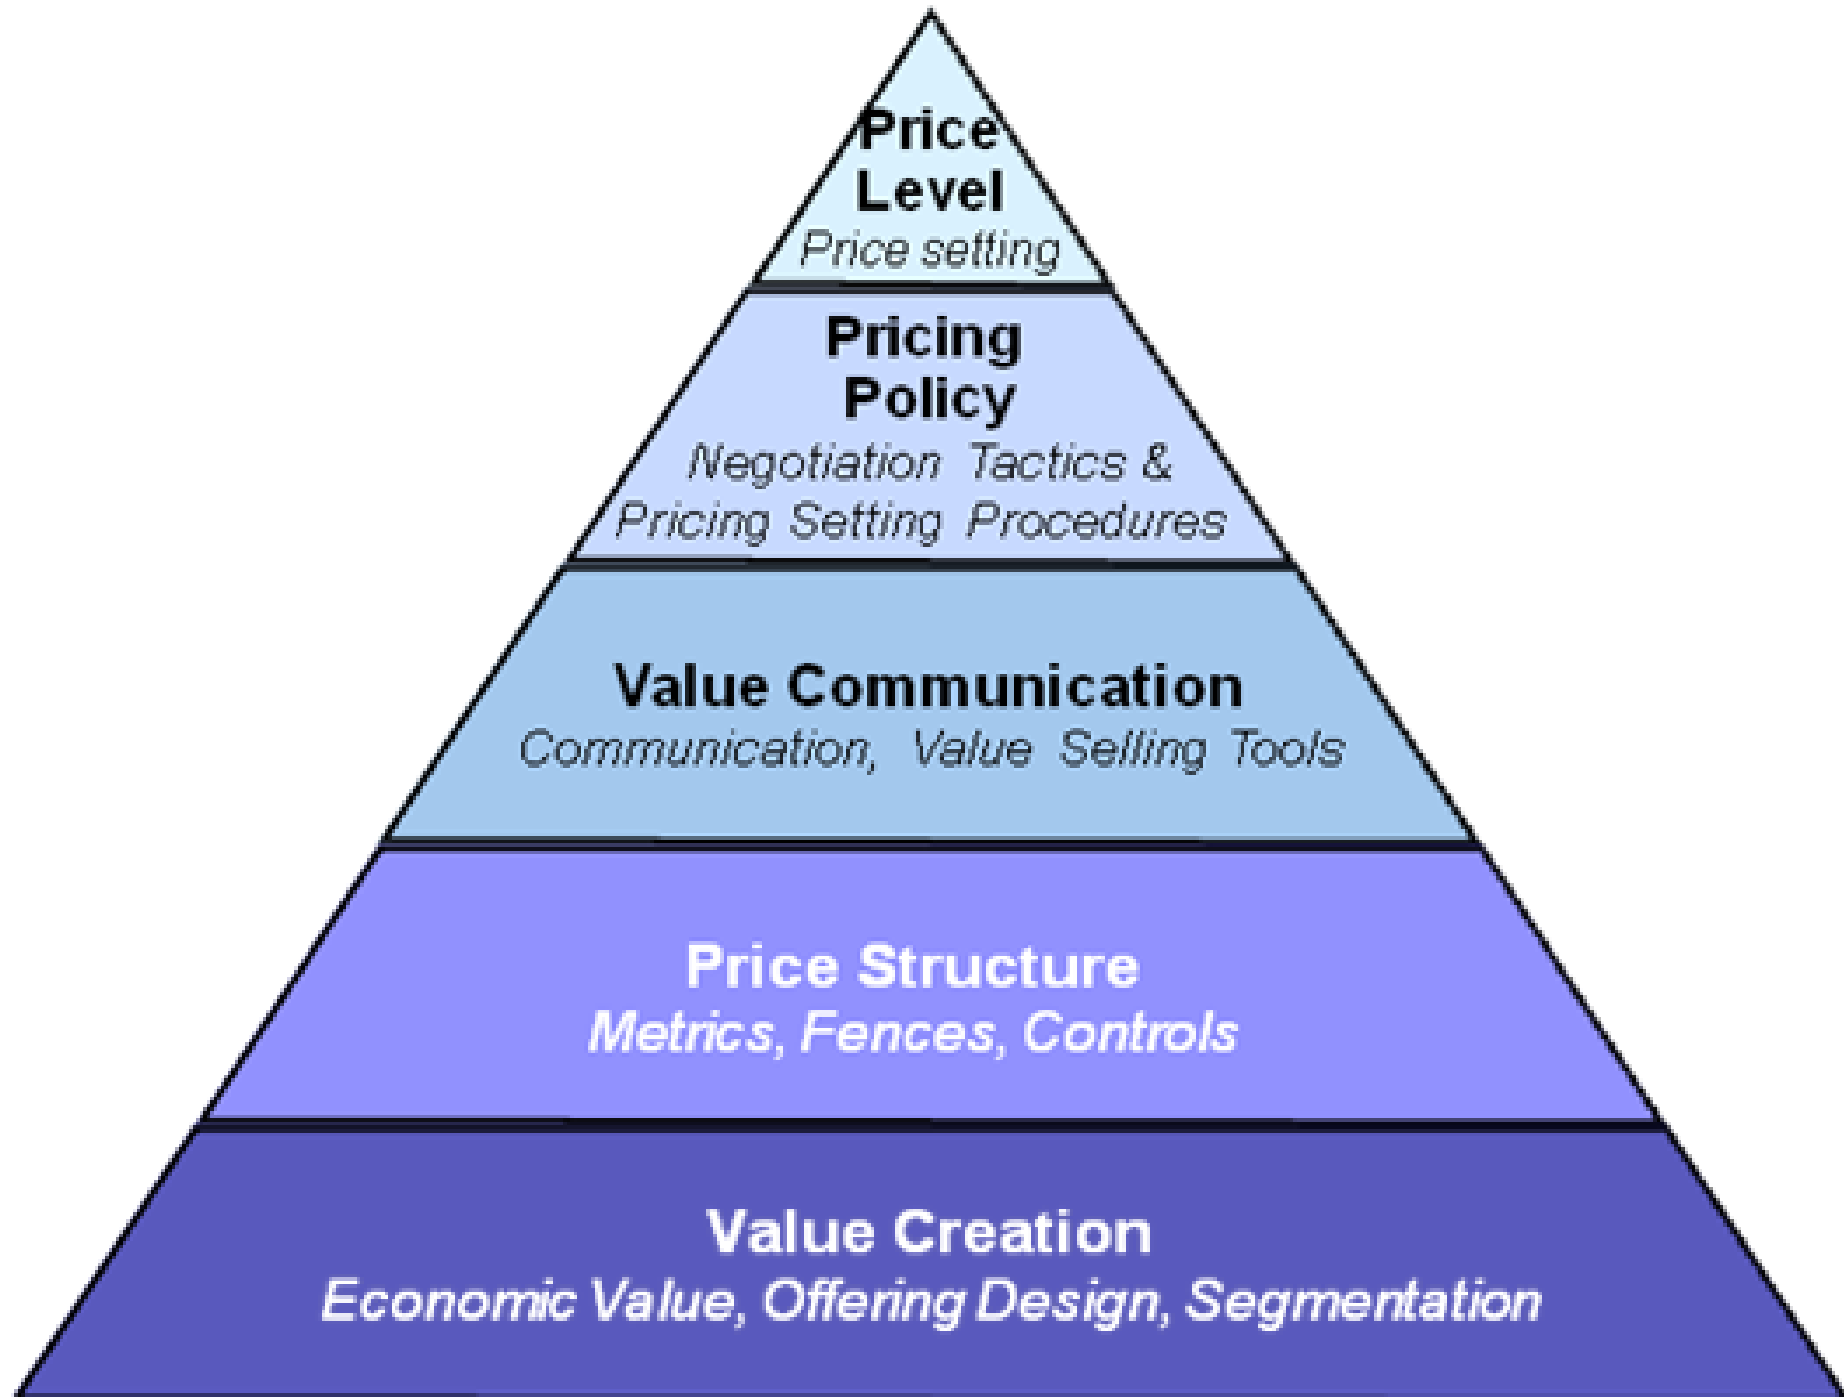 Price
Level
Price setting
Pricing
Policy
Negotiation Tactics &
Pricing Setting Procedures
Value Communication
Communication, Value Selling Tools
Price Structure
Metrics, Fences, Controls
Value Creation
Economic Value, Offering Design, Segmentation